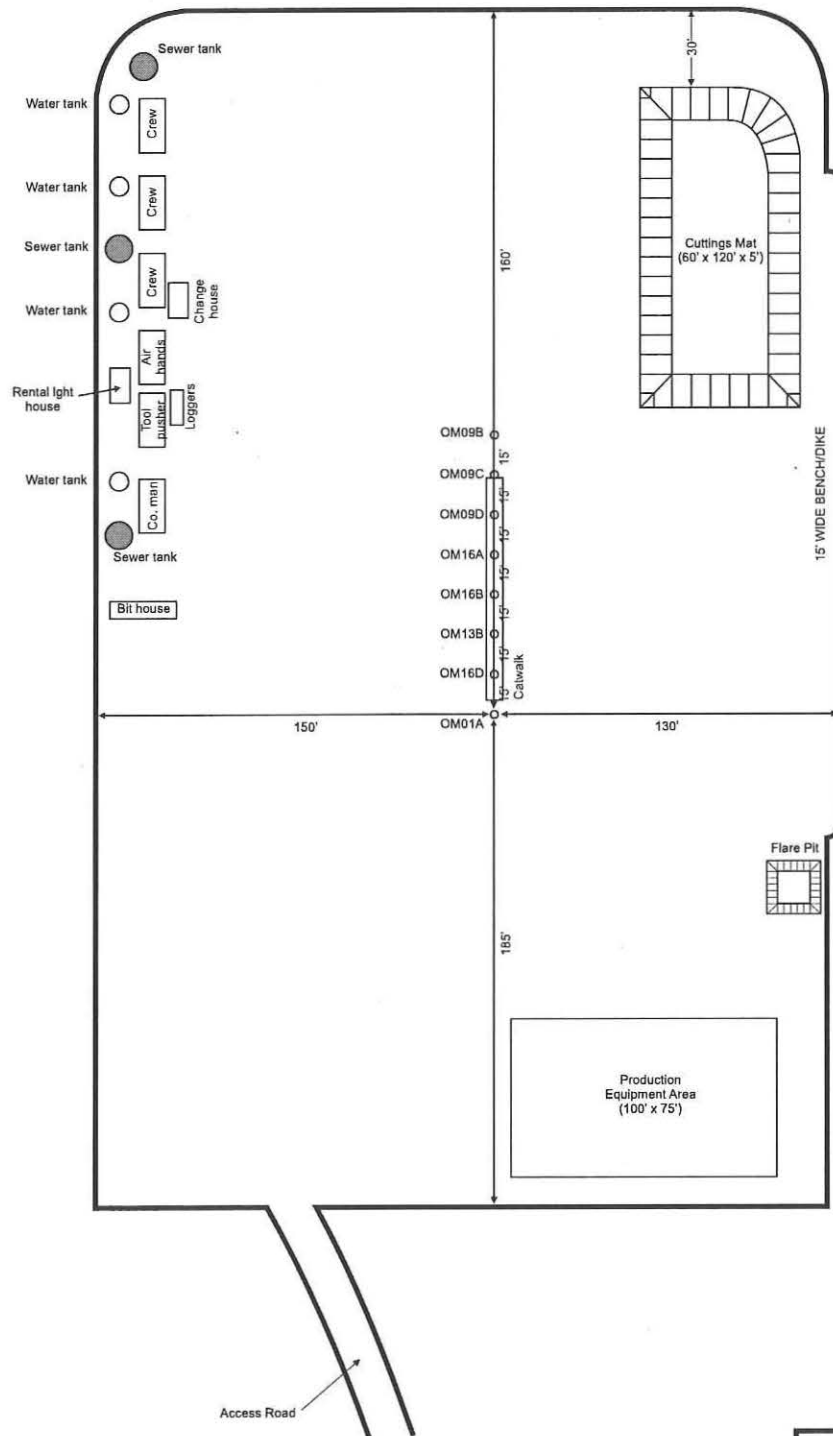 Sewer tank
Water tank
Crew
Water tank
Crew
Sewer tank
Crew
Change
house
Water tank
Air
hands
Rental lght
house
Tool
pusher
Loggers
Water tank
Co. man
Sewer tank
Bit house
30'
160'
Cuttings Mat
(60' x 120' x 5')
15' WIDE BENCH/DIKE
OM09B
15'
OM09C
15'
OM09D
15'
OM16A
15'
OM16B
15'
OM13B
15'
OM16D
15'
Catwalk
OM01A
150'
130'
Flare Pit
185'
Production
Equipment Area
(100' x 75')
Access Road